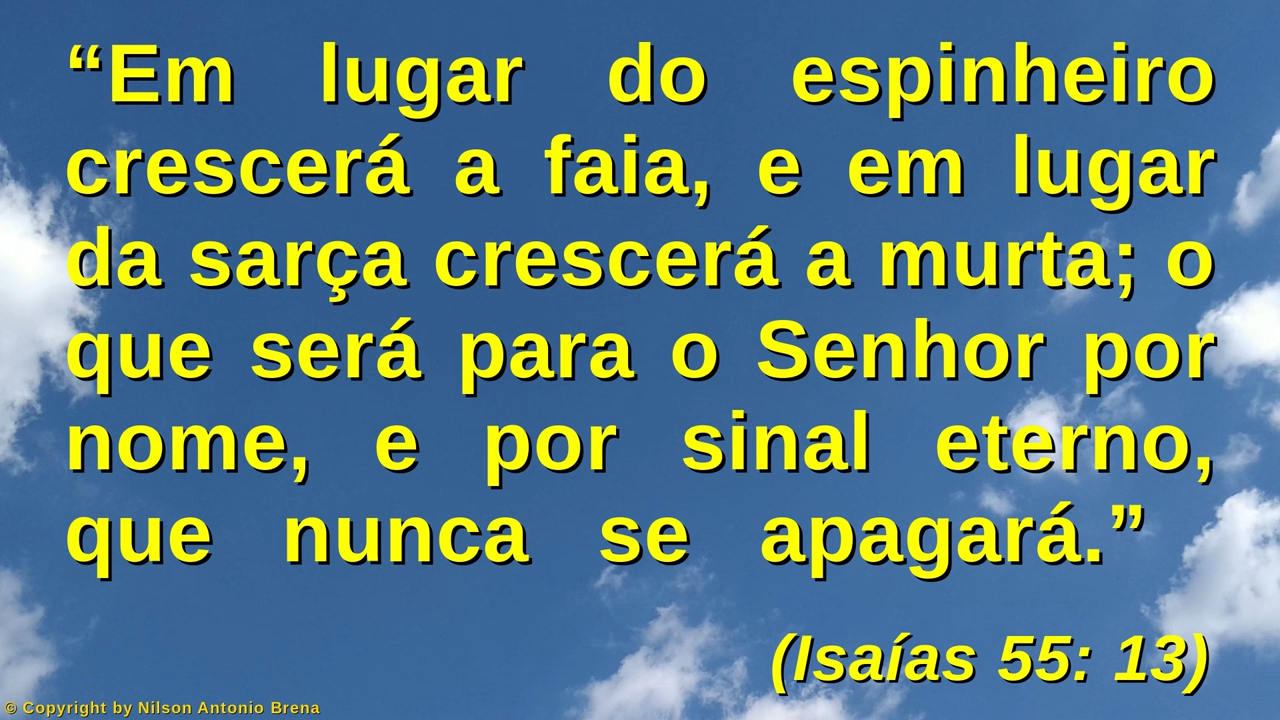 “Em lugar do espinheiro
crescerá a faia, e em lugar
da sarça crescerá a murta; o
que será para o Senhor por
nome, e por sinal eterno,
que nunca se apagará.”
(Isaías 55: 13)
© Copyright by Nilson Antonio Brena